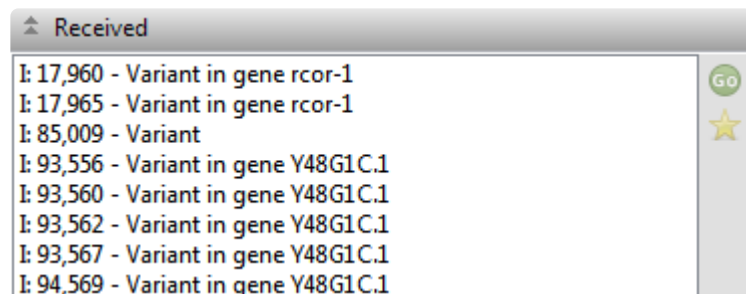 Received
I: 17,960 - Variant in gene rcor-1
I: 17,965 - Variant in gene rcor-1
I: 85,009 - Variant
I: 93,556 - Variant in gene Y48G1C.1
I: 93,560 - Variant in gene Y48G1C.1
I: 93,562 - Variant in gene Y48G1C.1
I: 93,567 - Variant in gene Y48G1C.1
I: 94,569 - Variant in gene Y48G1C.1
Go